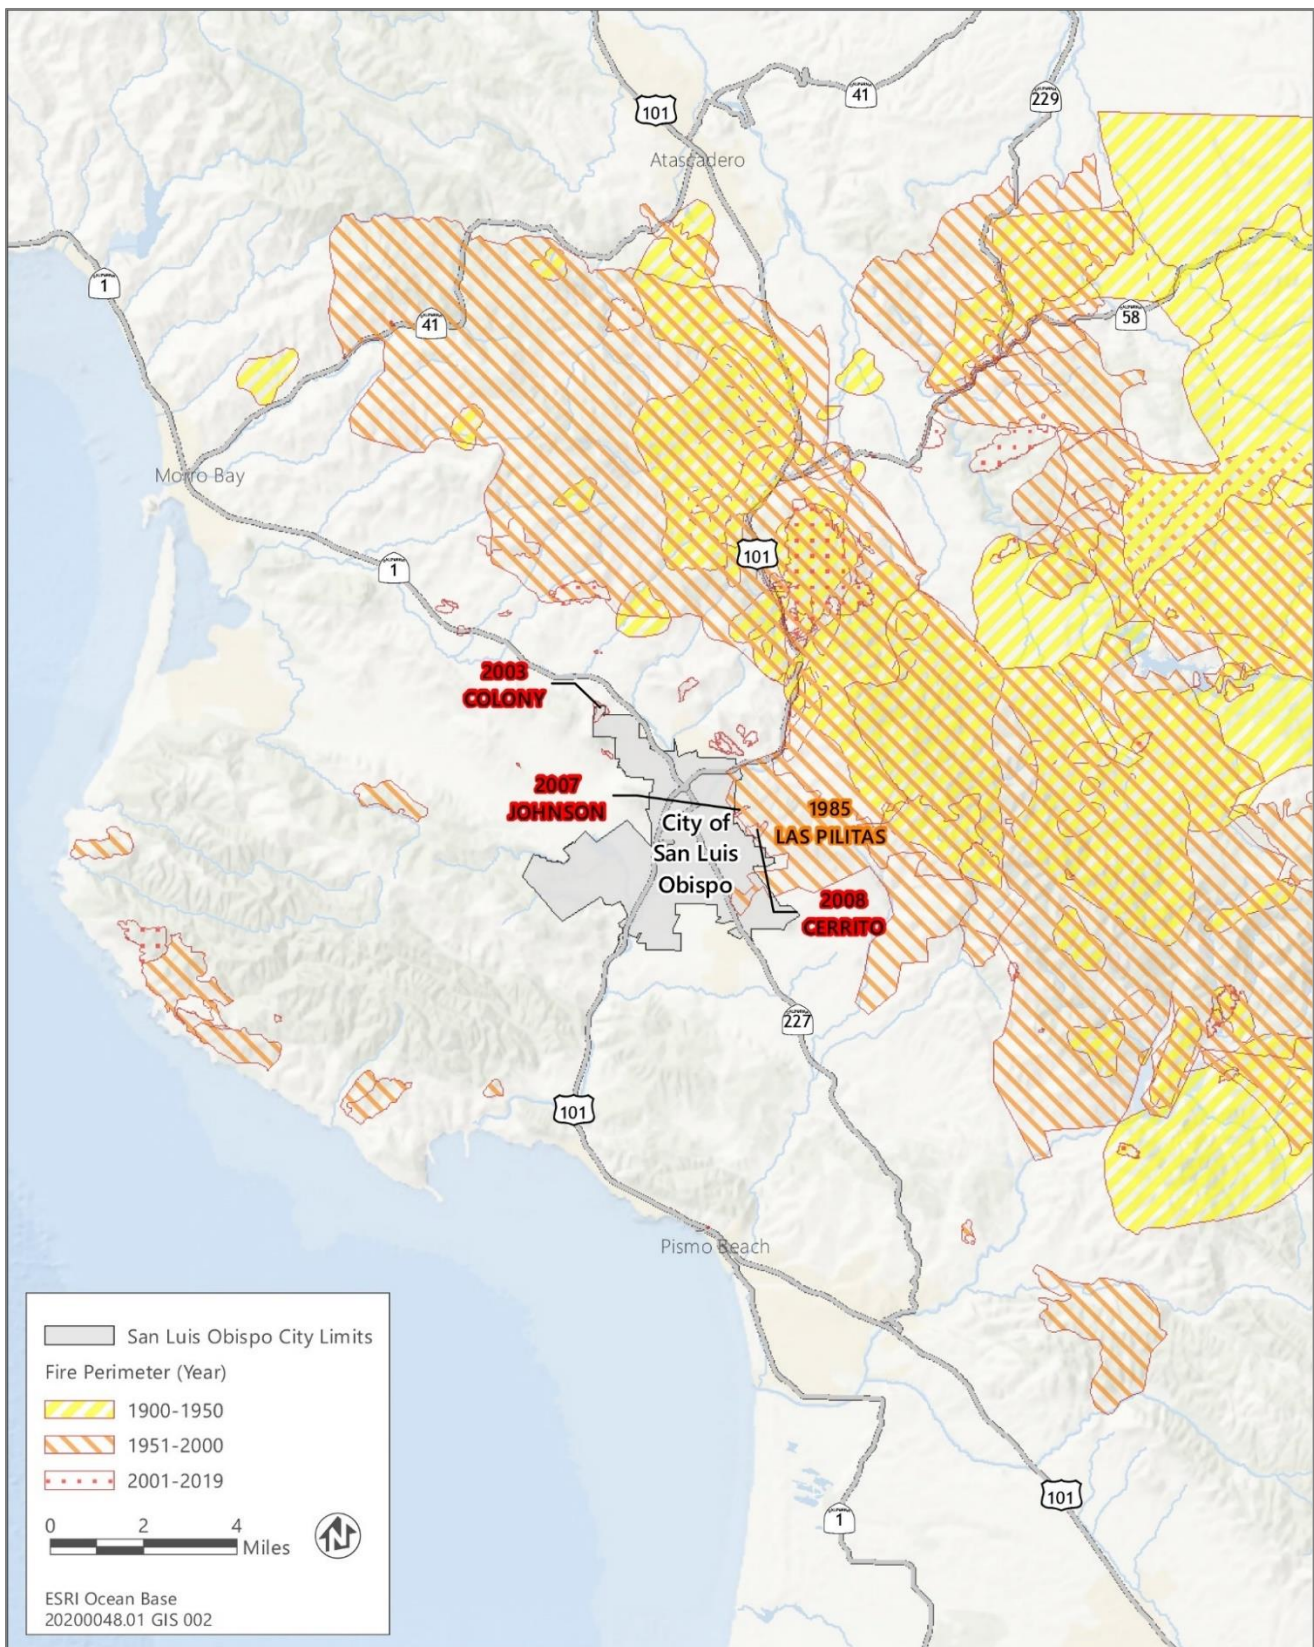 101
41
CALIFORNIA
229
Atascadero
1
41
58
Morro Bay
101
1
2003
COLONY
2007
JOHNSON
1985
LAS PILITAS
City of
San Luis
Obispo
2008
CERRITO
227
101
Pismo Beach
101
1
San Luis Obispo City Limits
Fire Perimeter (Year)
1900-1950
1951-2000
2001-2019
0 2 4
Miles
N
ESRI Ocean Base
20200048.01 GIS 002